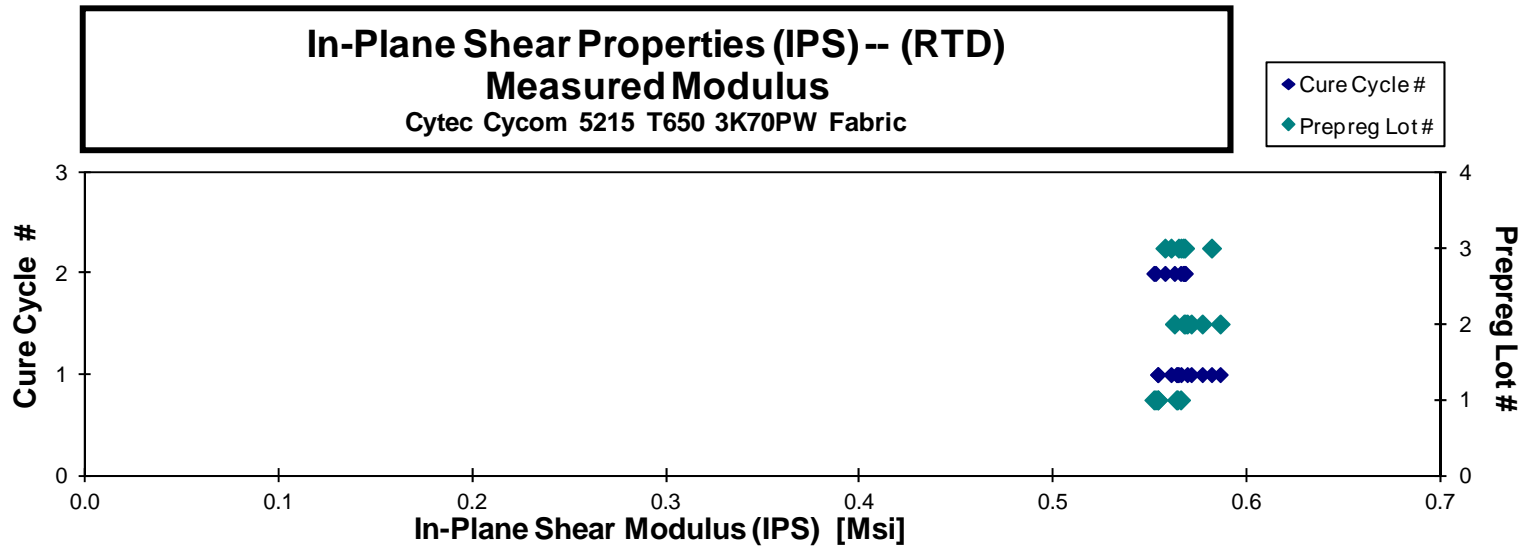 In-Plane Shear Properties (IPS) -- (RTD)
Measured Modulus
Cytec Cycom 5215 T650 3K70PW Fabric
Cure Cycle #
Prepreg Lot #
3
2
1
0
Cure Cycle #
4
3
2
1
0
Prepreg Lot #
0.0 0.1 0.2 0.3 0.4 0.5 0.6 0.7
In-Plane Shear Modulus (IPS) [Msi]